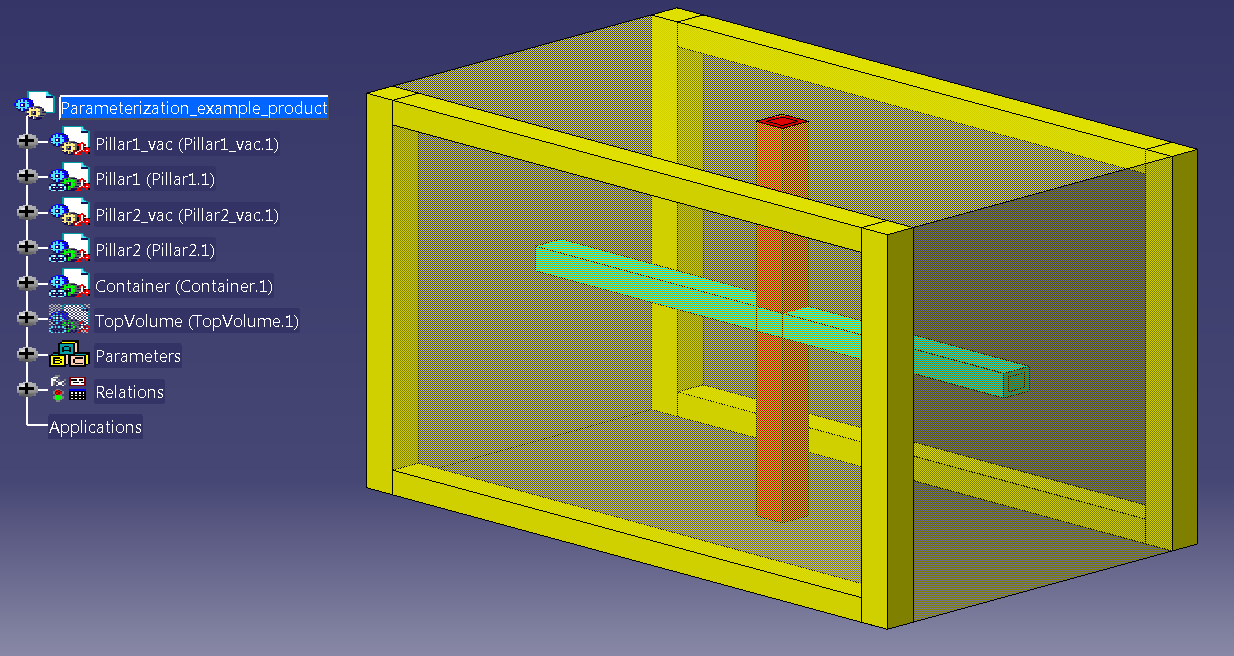 Parameterization_example_product
Pillar1_vac (Pillar1_vac.1)
Pillar1 (Pillar1.1)
Pillar2_vac (Pillar2_vac.1)
Pillar2 (Pillar2.1)
Container (Container.1)
TopVolume (TopVolume.1)
Parameters
Relations
Applications